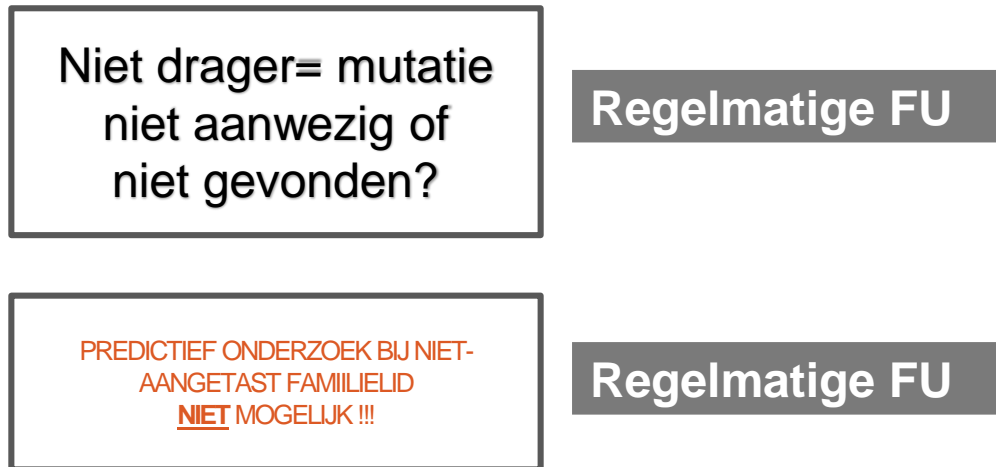 Niet drager= mutatie
niet aanwezig of
niet gevonden?
Regelmatige FU
PREDICTIEF ONDERZOEK BIJ NIET-
AANGETAST FAMIILIELID
NIET MOGELIJK !!!
Regelmatige FU